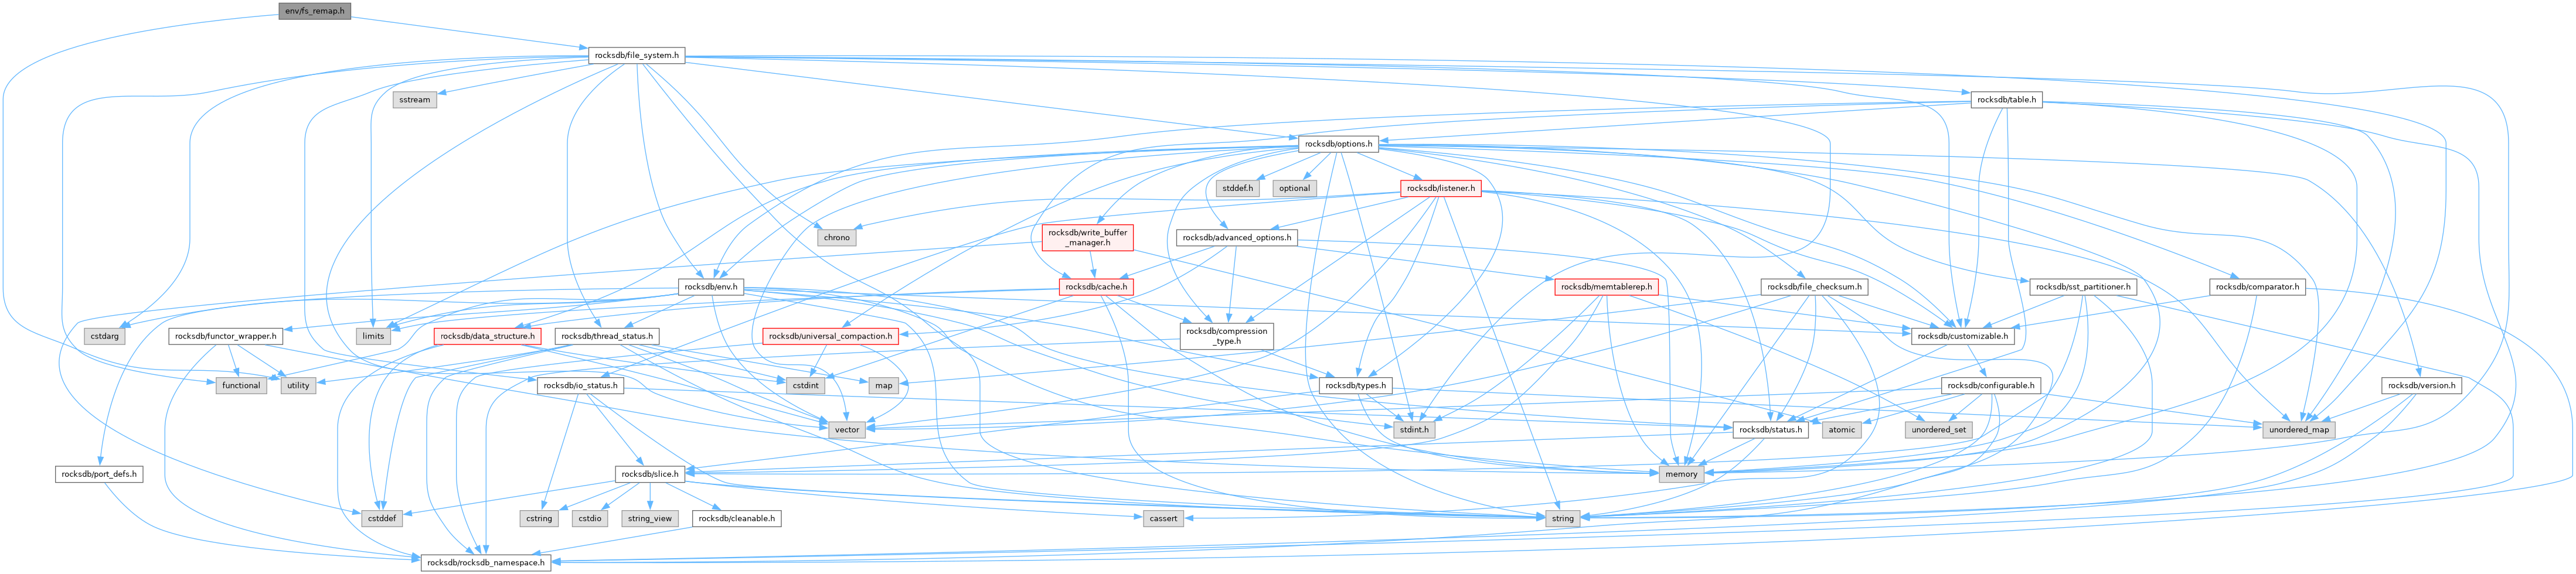 env/fs_remap.h
rocksdb/file_system.h
sstream
rocksdb/table.h
rocksdb/options.h
stddef.h
optional
rocksdb/listener.h
chrono
rocksdb/write_buffer
_manager.h
rocksdb/advanced_options.h
rocksdb/env.h
rocksdb/cache.h
rocksdb/memtablerep.h
rocksdb/file_checksum.h
rocksdb/sst_partitioner.h
rocksdb/comparator.h
cstdarg
rocksdb/functor_wrapper.h
limits
rocksdb/data_structure.h
rocksdb/thread_status.h
rocksdb/universal_compaction.h
rocksdb/compression
_type.h
rocksdb/customizable.h
functional
utility
rocksdb/io_status.h
cstdint
map
rocksdb/types.h
rocksdb/configurable.h
rocksdb/version.h
vector
stdint.h
rocksdb/status.h
atomic
unordered_set
unordered_map
rocksdb/port_defs.h
rocksdb/slice.h
memory
cstddef
cstring
cstdio
string_view
rocksdb/cleanable.h
cassert
string
rocksdb/rocksdb_namespace.h